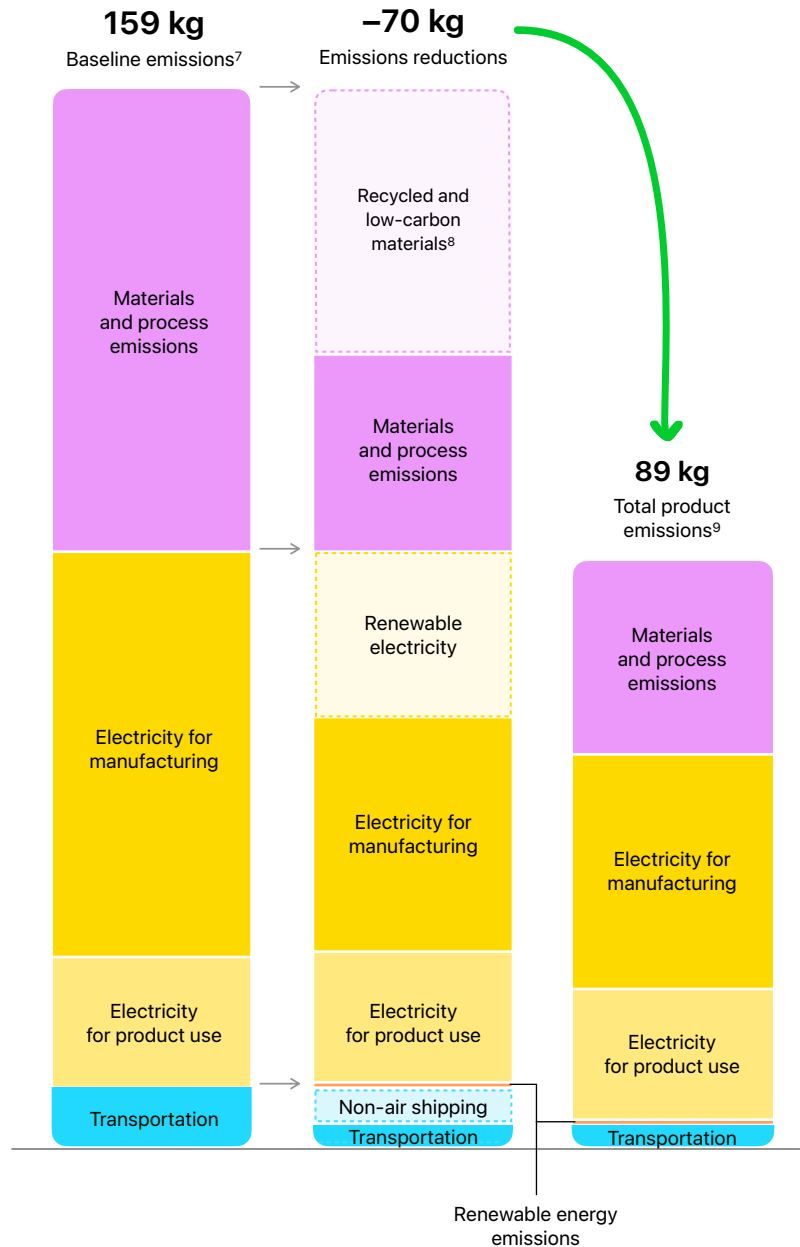 159 kg
Baseline emissions⁷
Materials
and process
emissions
Electricity for
manufacturing
Electricity
for product use
Transportation
–70 kg
Emissions reductions
Recycled and
low-carbon
materials⁸
Materials
and process
emissions
Renewable
electricity
Electricity for
manufacturing
Electricity
for product use
Non-air shipping
Transportation
89 kg
Total product
emissions⁹
Materials
and process
emissions
Electricity for
manufacturing
Electricity
for product use
Transportation
Renewable energy
emissions